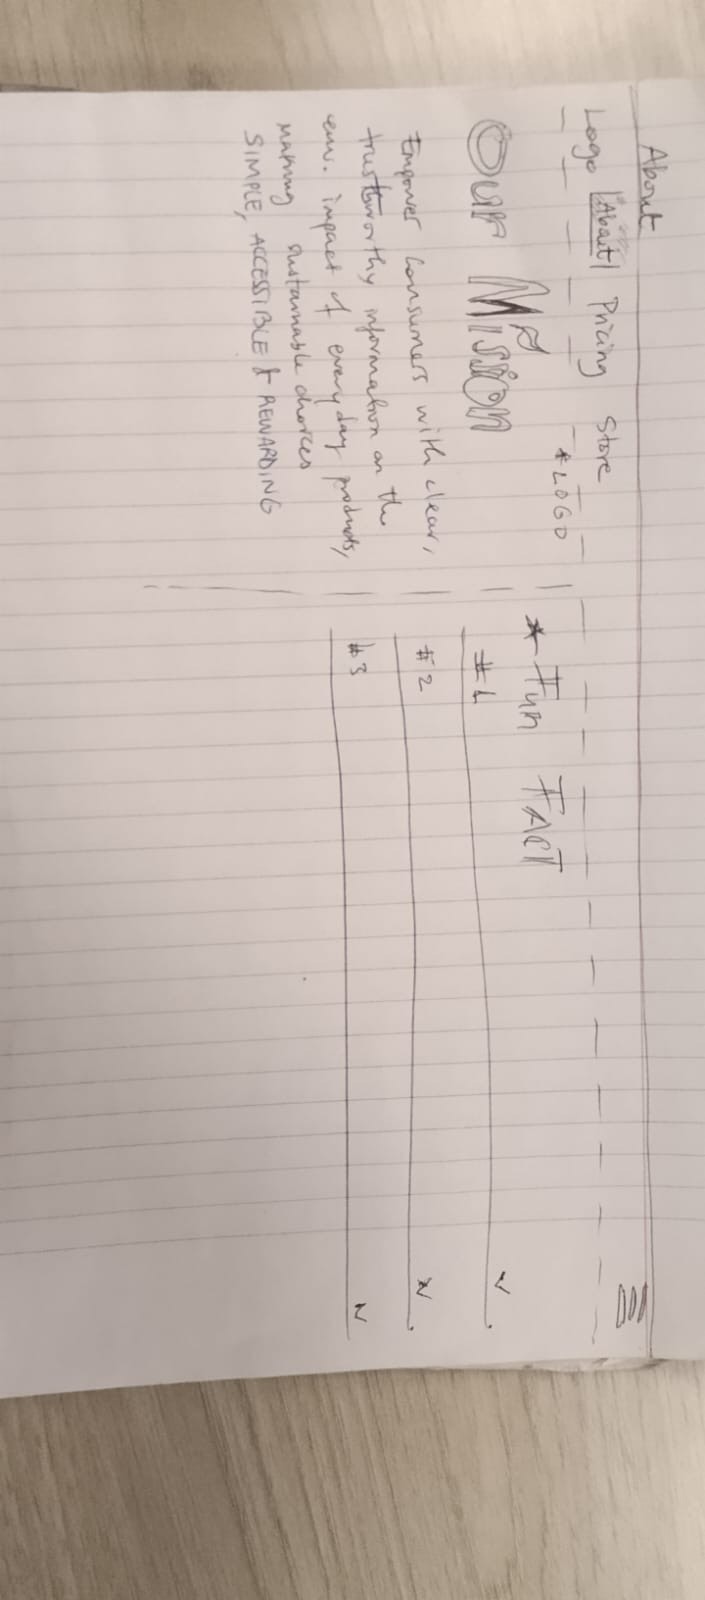 About
Logo About Pricing Store
*LOGO
Our Mission
Empower consumers with clear,
trustworthy information on the
env. impact of everyday products,
making sustainable choices
SIMPLE, ACCESSIBLE & REWARDING
* Fun FACT
#1
#2
#3